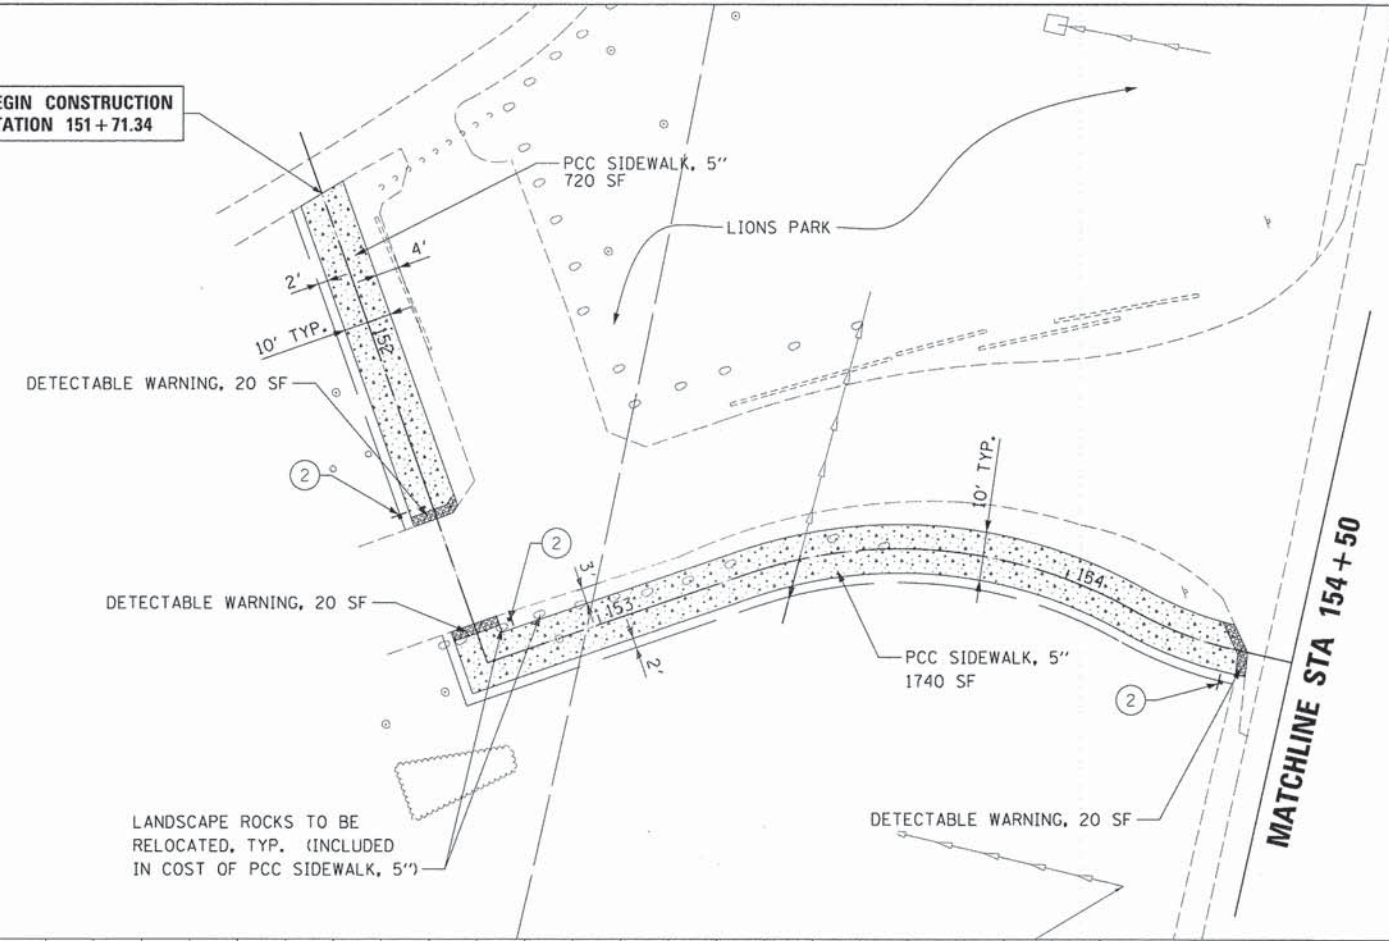 EGIN CONSTRUCTION
TATION 151+71.34
PCC SIDEWALK, 5"
720 SF
LIONS PARK
4'
2'
10' TYP.
152
DETECTABLE WARNING, 20 SF
2
10' TYP.
2
3'
153
154
DETECTABLE WARNING, 20 SF
2'
PCC SIDEWALK, 5"
1740 SF
2
MATCHLINE STA 154+50
LANDSCAPE ROCKS TO BE
RELOCATED, TYP. (INCLUDED
IN COST OF PCC SIDEWALK, 5")
DETECTABLE WARNING, 20 SF